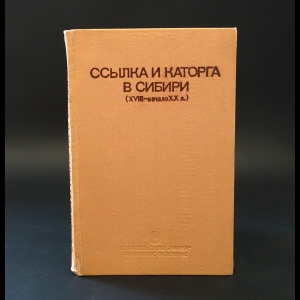 ССЫЛКА И КАТОРГА
В СИБИРИ
(XVIII–начало XX в.)